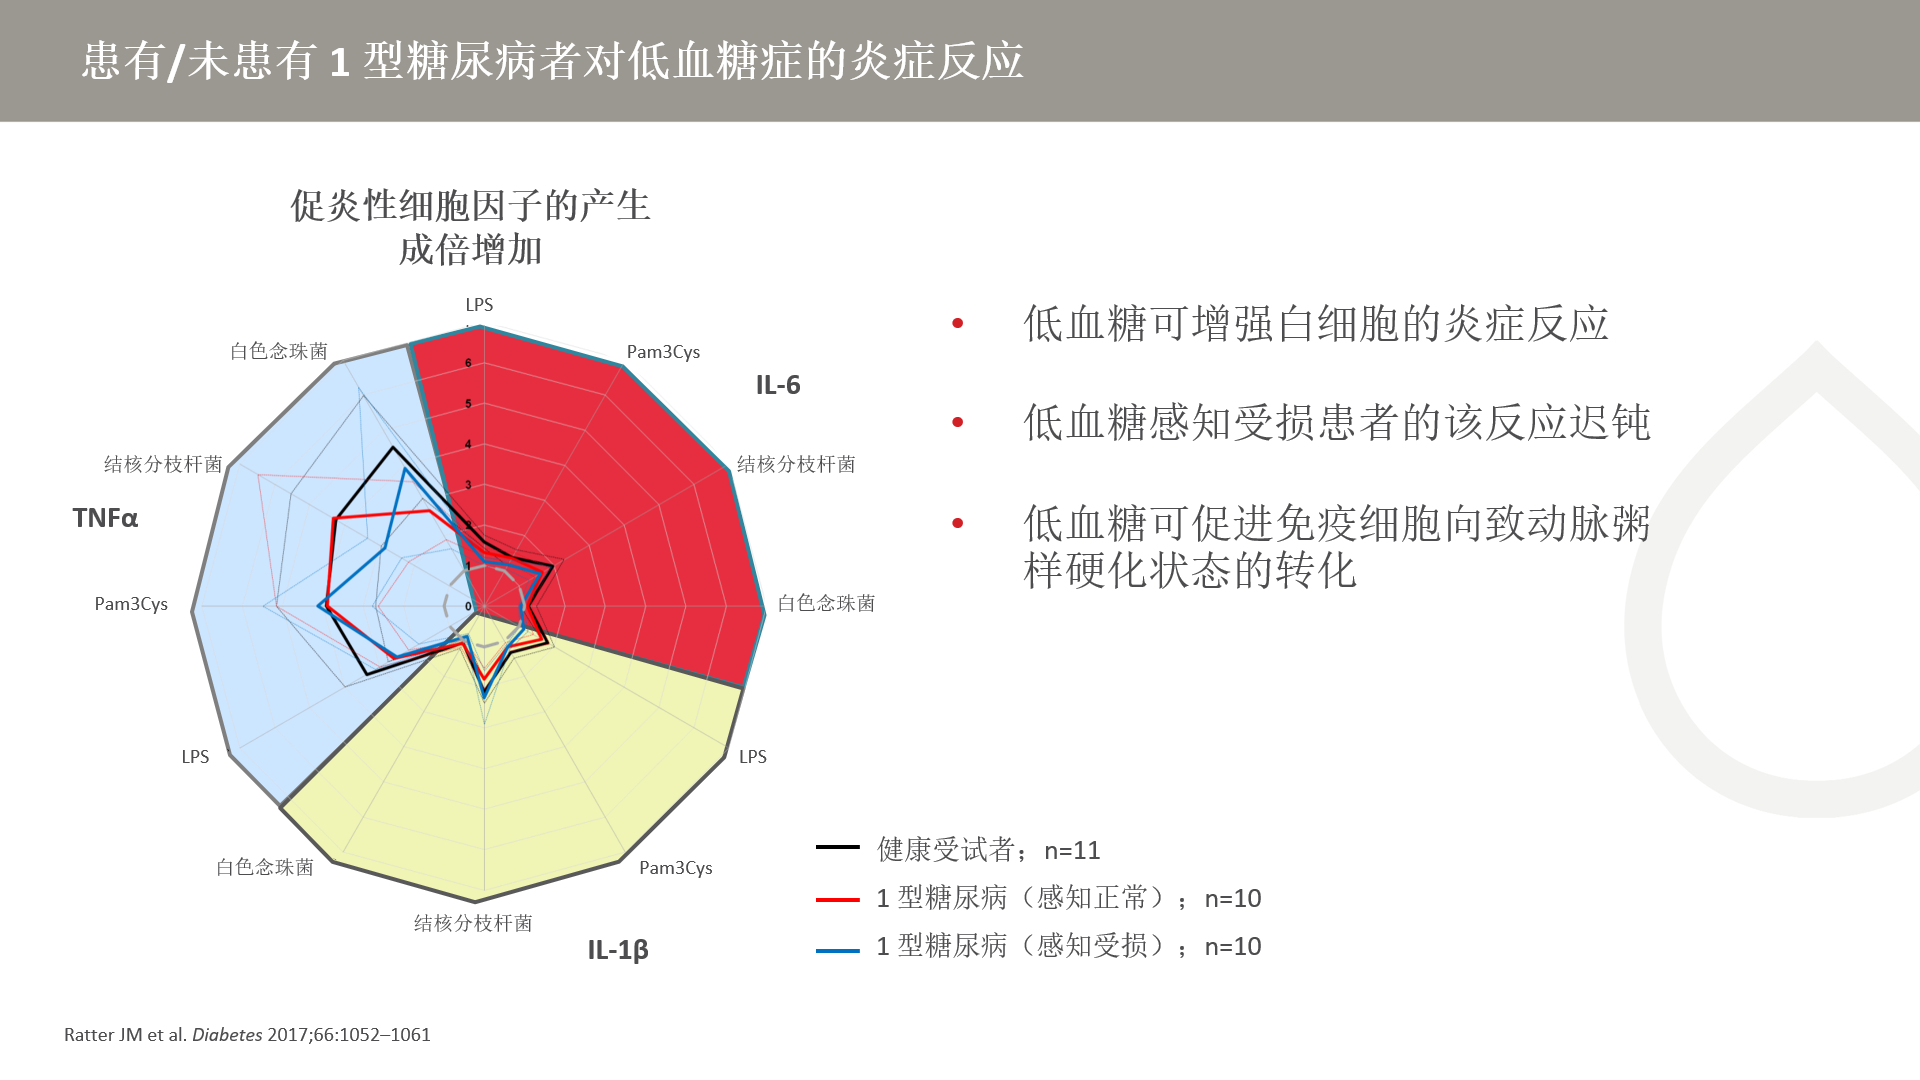 患有/未患有 1 型糖尿病者对低血糖症的炎症反应
促炎性细胞因子的产生
成倍增加
LPS
Pam3Cys
IL-6
结核分枝杆菌
白色念珠菌
LPS
Pam3Cys
IL-1β
结核分枝杆菌
白色念珠菌
LPS
Pam3Cys
TNFα
结核分枝杆菌
白色念珠菌
6
5
4
3
2
1
0
低血糖可增强白细胞的炎症反应
低血糖感知受损患者的该反应迟钝
低血糖可促进免疫细胞向致动脉粥
样硬化状态的转化
健康受试者；n=11
1 型糖尿病（感知正常）；n=10
1 型糖尿病（感知受损）；n=10
Ratter JM et al. Diabetes 2017;66:1052–1061